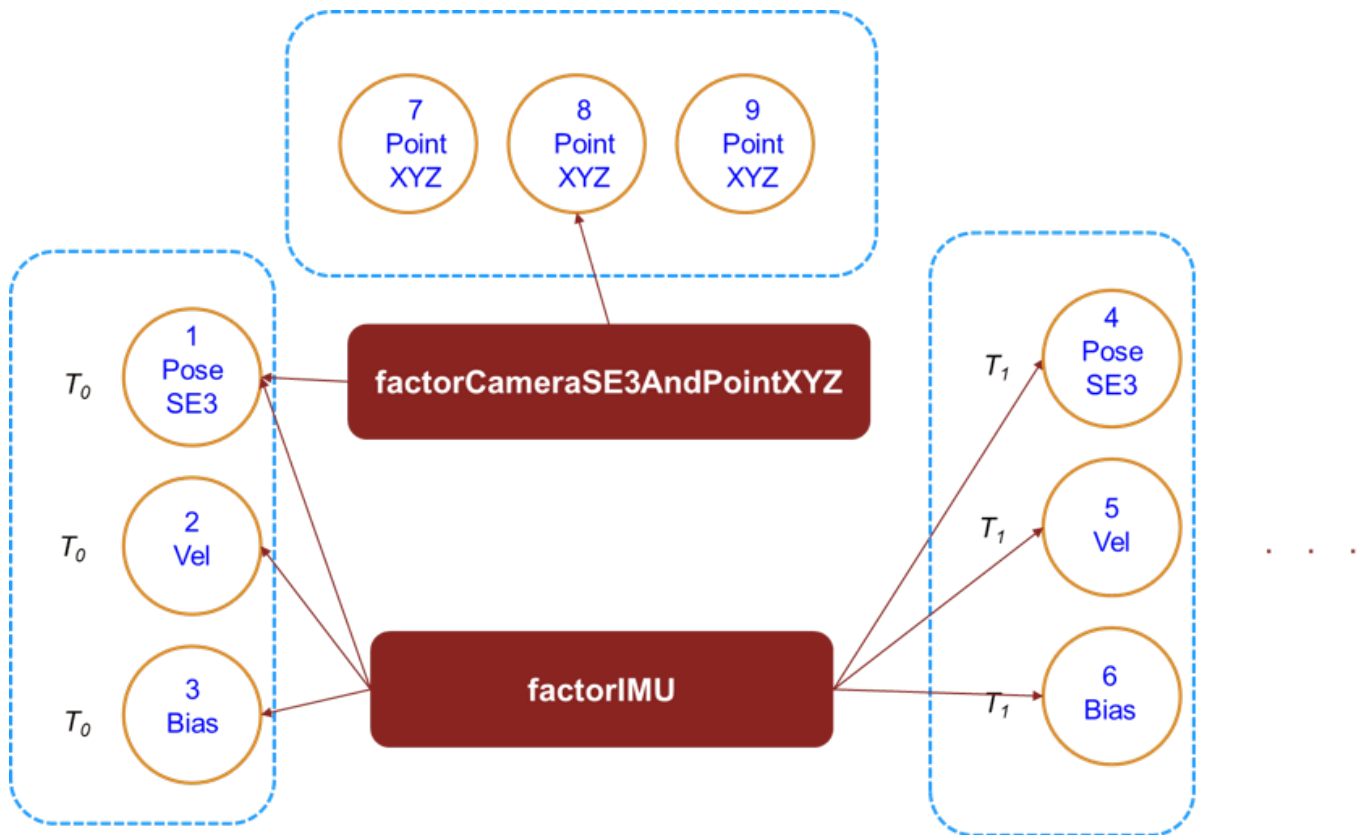 7
Point
XYZ
8
Point
XYZ
9
Point
XYZ
factorCameraSE3AndPointXYZ
T0
1
Pose
SE3
T0
2
Vel
T0
3
Bias
factorIMU
T1
4
Pose
SE3
T1
5
Vel
T1
6
Bias
. . .